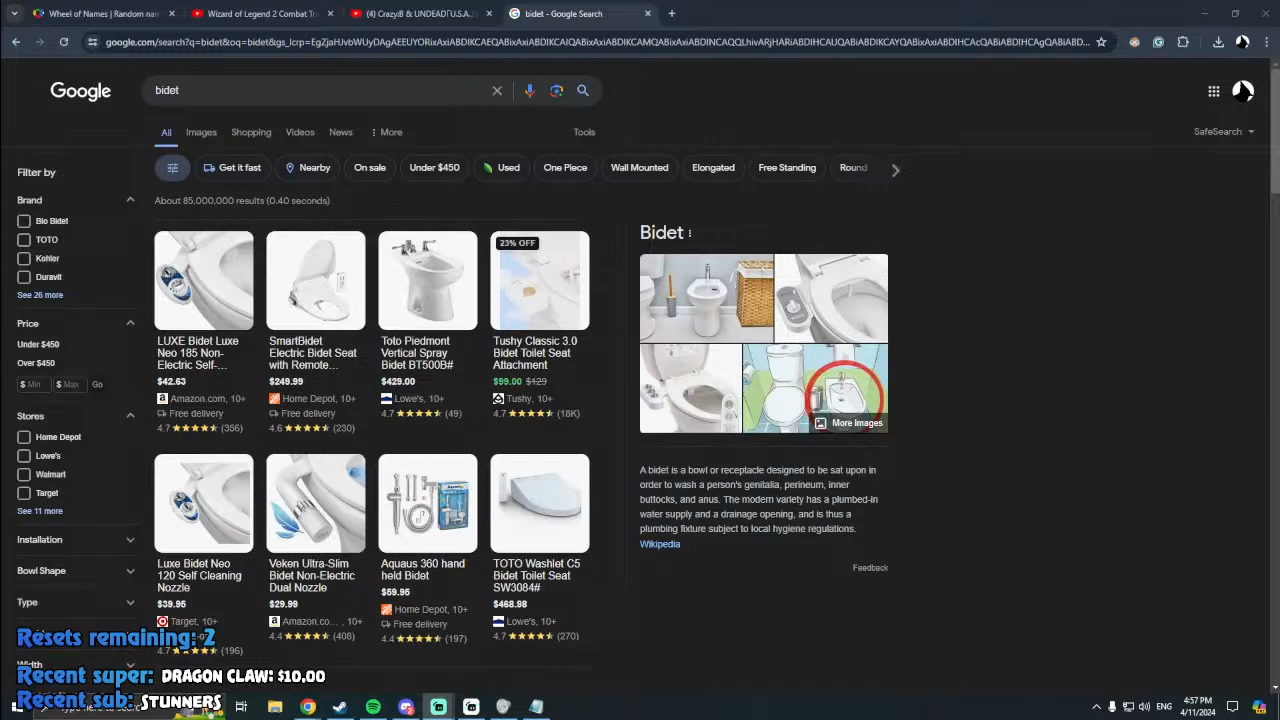 Wheel of Names | Random nam
Wizard of Legend 2 Combat Tr
(4) Crazy:B & UNDEAD『U.S.A.
bidet - Google Search
google.com/search?q=bidet&oq=bidet&gs_lcrp=
Google
bidet
All
Images
Shopping
Videos
News
More
Tools
SafeSearch
Get it fast
Nearby
On sale
Under $450
Used
One Piece
Wall Mounted
Elongated
Free Standing
Round
About 85,000,000 results (0.40 seconds)
Filter by
Brand
Bio Bidet
TOTO
Kohler
Duravit
See 26 more
Price
Under $450
Over $450
$ Min
$ Max
Go
Stores
Home Depot
Lowe's
Walmart
Target
See 11 more
Installation
Bowl Shape
Type
Width
LUXE Bidet Luxe
Neo 185 Non-
Electric Self-...
$42.63
Amazon.com, 10+
Free delivery
4.7
(356)
SmartBidet
Electric Bidet Seat
with Remote...
$249.99
Home Depot, 10+
Free delivery
4.6
(230)
Toto Piedmont
Vertical Spray
Bidet BT500B#
$429.00
Lowe's, 10+
4.7
(49)
23% OFF
Tushy Classic 3.0
Bidet Toilet Seat
Attachment
$99.00 $129
Tushy, 10+
4.7
(18K)
Luxe Bidet Neo
120 Self Cleaning
Nozzle
$39.95
Target, 10+
4.7
(196)
Veken Ultra-Slim
Bidet Non-Electric
Dual Nozzle
$29.99
Amazon.co..., 10+
4.4
(408)
Aquaus 360 hand
held Bidet
$59.95
Home Depot, 10+
Free delivery
4.4
(197)
TOTO Washlet C5
Bidet Toilet Seat
SW3084#
$468.98
Lowe's, 10+
4.7
(270)
Bidet
More Images
A bidet is a bowl or receptacle designed to be sat upon in
order to wash a person's genitalia, perineum, inner
buttocks, and anus. The modern variety has a plumbed-in
water supply and a drainage opening, and is thus a
plumbing fixture subject to local hygiene regulations.
Wikipedia
Feedback
Resets remaining: 2
Recent super: DRAGON CLAW: $10.00
Recent sub: STUNNERS
Type here to search
ENG
4:57 PM
4/11/2024